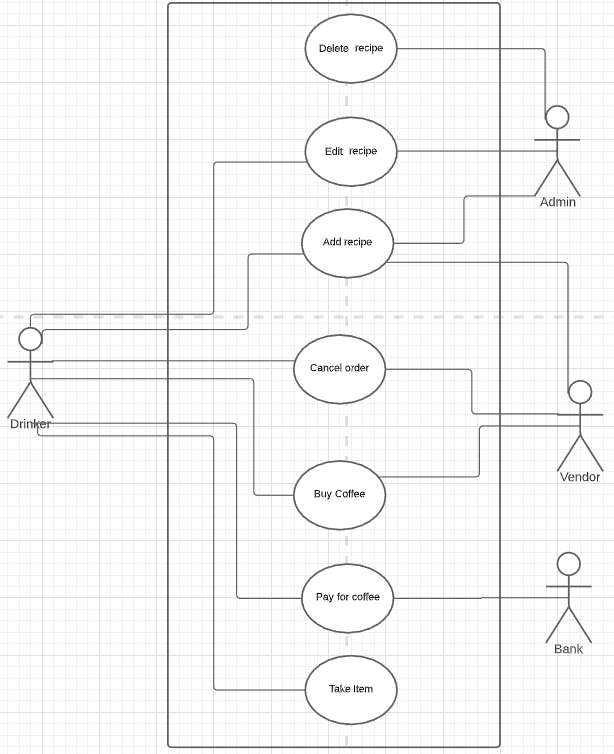 Delete recipe
Edit recipe
Admin
Add recipe
Cancel order
Drinker
Vendor
Buy Coffee
Pay for coffee
Bank
Take Item